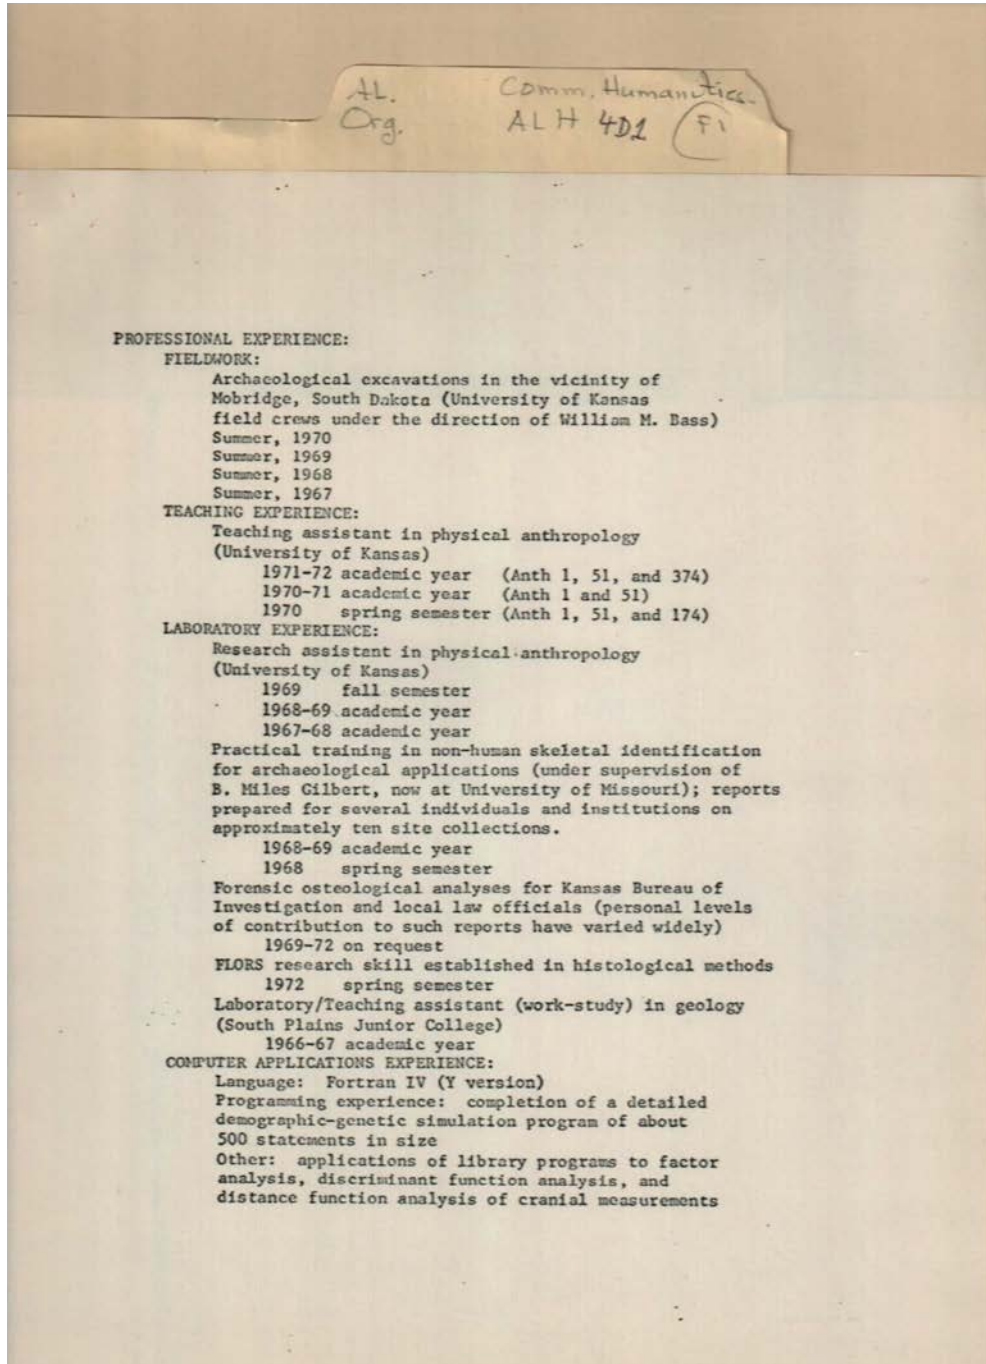 AL. Comm. Humanities.
Org. ALH 4D1 F1
PROFESSIONAL EXPERIENCE:
FIELDWORK:
Archaeological excavations in the vicinity of
Mobridge, South Dakota (University of Kansas
field crews under the direction of William M. Bass)
Summer, 1970
Summer, 1969
Summer, 1968
Summer, 1967
TEACHING EXPERIENCE:
Teaching assistant in physical anthropology
(University of Kansas)
1971-72 academic year (Anth 1, 51, and 374)
1970-71 academic year (Anth 1 and 51)
1970 spring semester (Anth 1, 51, and 174)
LABORATORY EXPERIENCE:
Research assistant in physical anthropology
(University of Kansas)
1969 fall semester
1968-69 academic year
1967-68 academic year
Practical training in non-human skeletal identification
for archaeological applications (under supervision of
B. Miles Gilbert, now at University of Missouri); reports
prepared for several individuals and institutions on
approximately ten site collections.
1968-69 academic year
1968 spring semester
Forensic osteological analyses for Kansas Bureau of
Investigation and local law officials (personal levels
of contribution to such reports have varied widely)
1969-72 on request
FLORS research skill established in histological methods
1972 spring semester
Laboratory/Teaching assistant (work-study) in geology
(South Plains Junior College)
1966-67 academic year
COMPUTER APPLICATIONS EXPERIENCE:
Language: Fortran IV (Y version)
Programming experience: completion of a detailed
demographic-genetic simulation program of about
500 statements in size
Other: applications of library programs to factor
analysis, discriminant function analysis, and
distance function analysis of cranial measurements